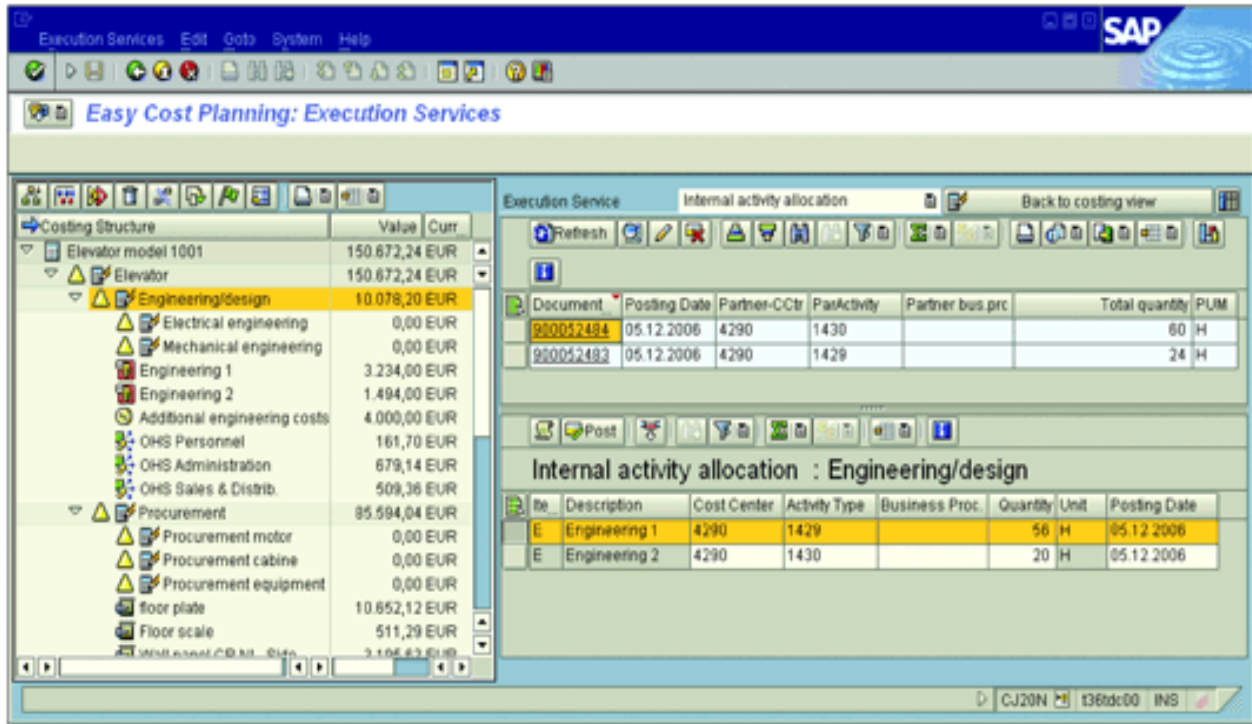 Execution Services Edit Goto System Help
SAP
Easy Cost Planning: Execution Services
Execution Service Internal activity allocation Back to costing view
Costing Structure Value Curr
Refresh
Elevator model 1001 150.672,24 EUR
Elevator 150.672,24 EUR
Engineering/design 10.078,20 EUR
Electrical engineering 0,00 EUR
Mechanical engineering 0,00 EUR
Engineering 1 3.234,00 EUR
Engineering 2 1.494,00 EUR
Additional engineering costs 4.000,00 EUR
OHS Personnel 161,70 EUR
OHS Administration 679,14 EUR
OHS Sales & Distrib. 509,36 EUR
Procurement 85.594,04 EUR
Procurement motor 0,00 EUR
Procurement cabine 0,00 EUR
Procurement equipment 0,00 EUR
floor plate 10.652,12 EUR
Floor scale 511,29 EUR
Document Posting Date Partner-CCtr ParActivity Partner bus.prc Total quantity PUM
900052484 05.12.2006 4290 1430 60 H
900052483 05.12.2006 4290 1429 24 H
Post
Internal activity allocation : Engineering/design
Ite... Description Cost Center Activity Type Business Proc. Quantity Unit Posting Date
E Engineering 1 4290 1429 56 H 05.12.2006
E Engineering 2 4290 1430 20 H 05.12.2006
CJ20N t36tdc00 INS